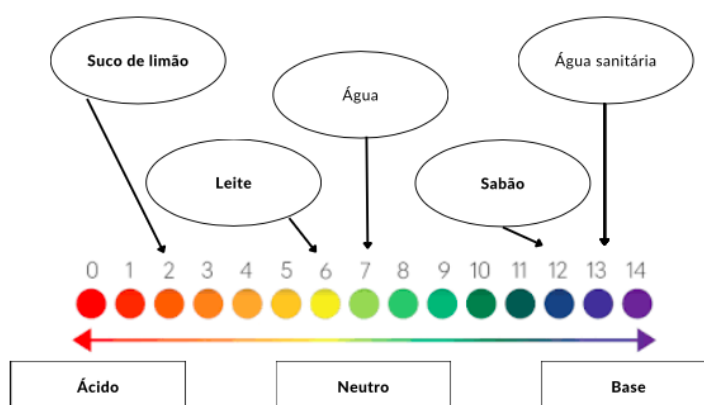 Suco de limão
Água
Água sanitária
Leite
Sabão
0 1 2 3 4 5 6 7 8 9 10 11 12 13 14
Ácido
Neutro
Base